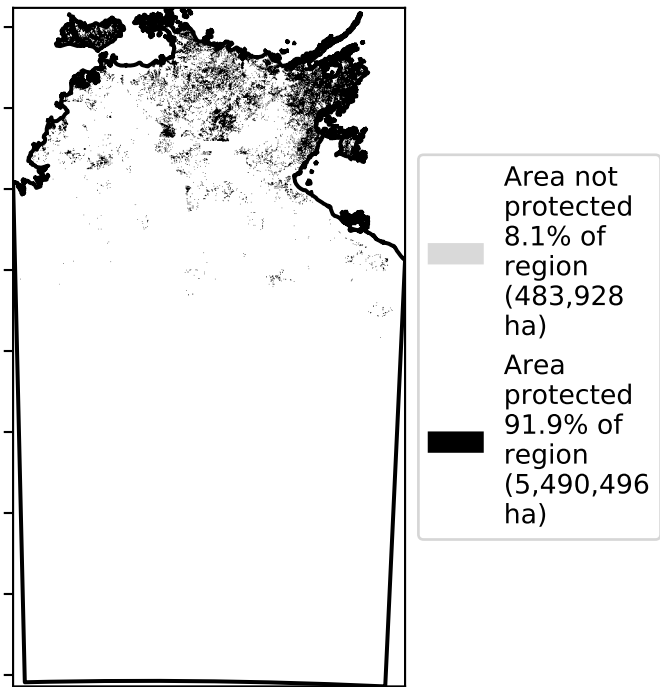 Area not
protected
8.1% of
region
(483,928
ha)
Area
protected
91.9% of
region
(5,490,496
ha)